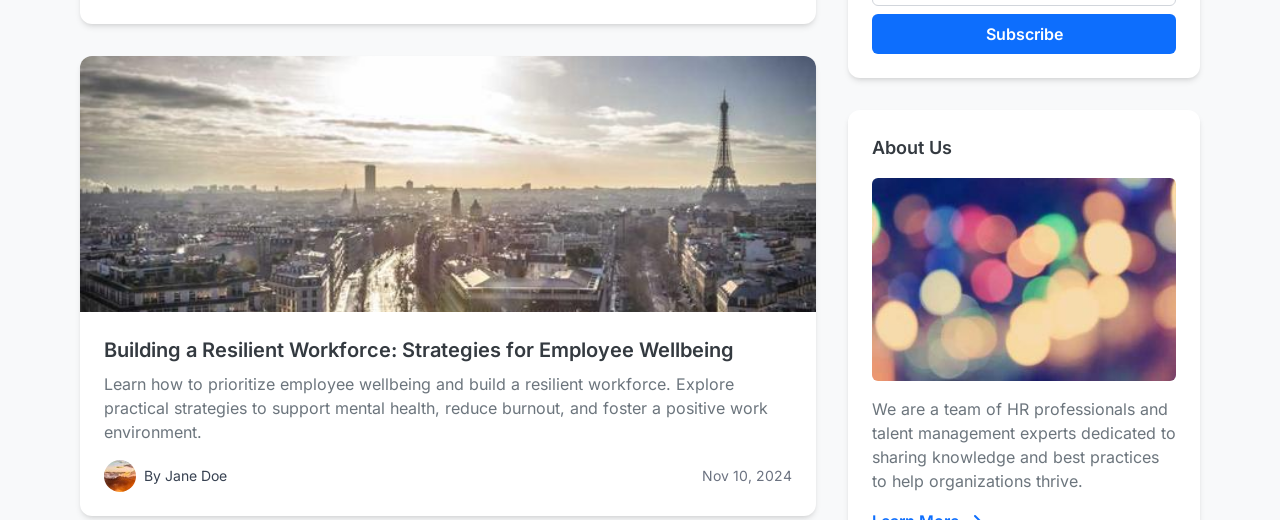 Subscribe
Building a Resilient Workforce: Strategies for Employee Wellbeing
Learn how to prioritize employee wellbeing and build a resilient workforce. Explore
practical strategies to support mental health, reduce burnout, and foster a positive work
environment.
By Jane Doe
Nov 10, 2024
About Us
We are a team of HR professionals and
talent management experts dedicated to
sharing knowledge and best practices
to help organizations thrive.
Learn More